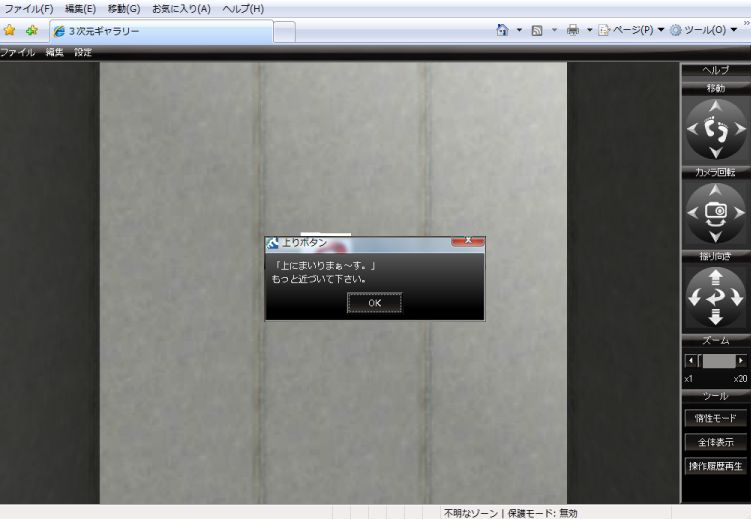 ファイル(F) 編集(E) 移動(G) お気に入り(A) ヘルプ(H)
3次元ギャラリー
ページ(P) ツール(O) »
ファイル 編集 設定
ヘルプ
移動
カメラ回転
振り向き
ズーム
x1 x20
ツール
惰性モード
全体表示
操作履歴再生
上りボタン
「上にまいりまぁ～す。」
もっと近づいて下さい。
OK
不明なゾーン | 保護モード: 無効